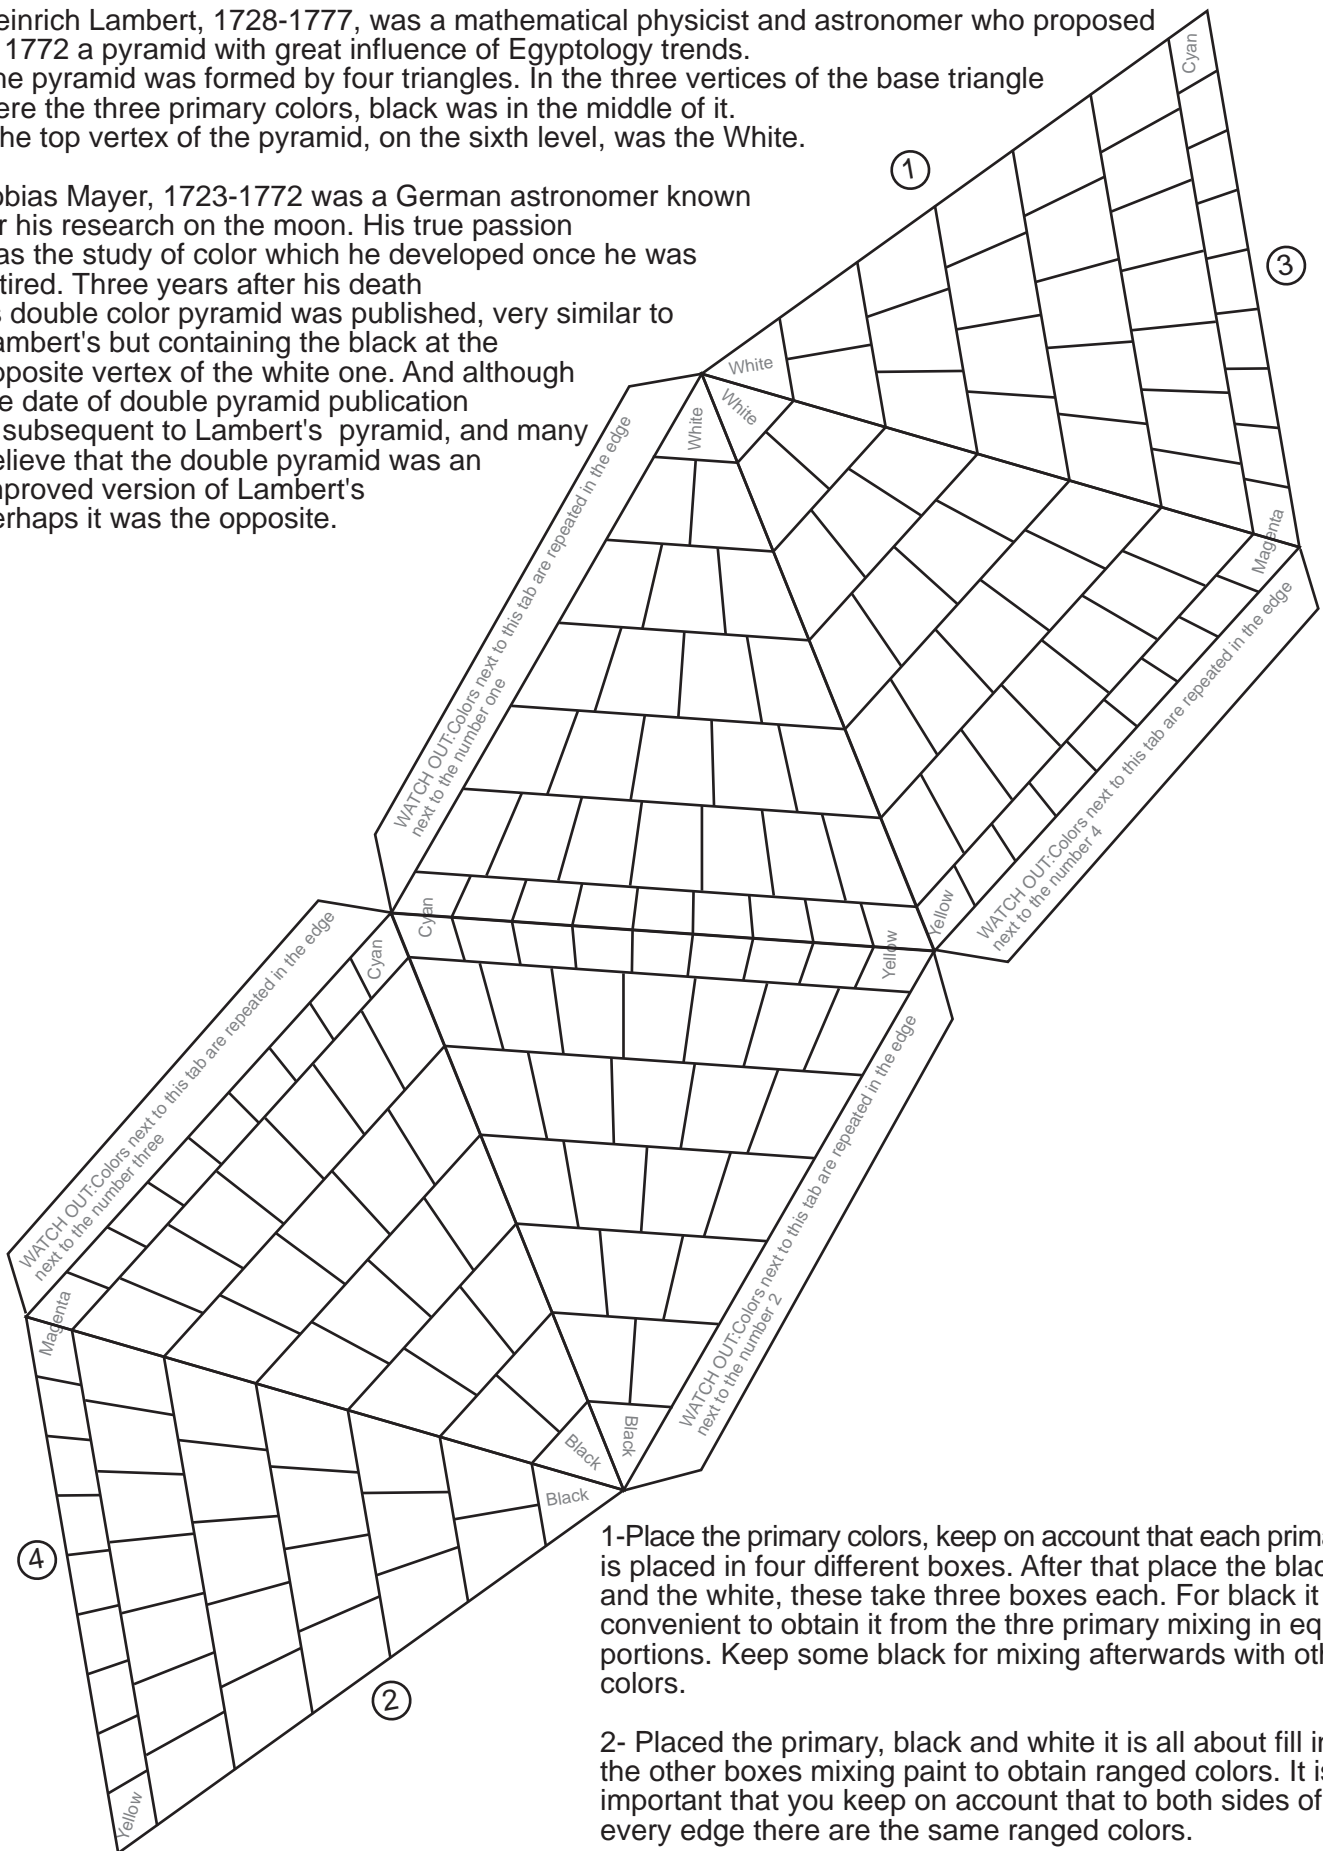 einrich Lambert, 1728-1777, was a mathematical physicist and astronomer who proposed
1772 a pyramid with great influence of Egyptology trends.
he pyramid was formed by four triangles. In the three vertices of the base triangle
ere the three primary colors, black was in the middle of it.
he top vertex of the pyramid, on the sixth level, was the White.
obias Mayer, 1723-1772 was a German astronomer known
r his research on the moon. His true passion
as the study of color which he developed once he was
tired. Three years after his death
s double color pyramid was published, very similar to
ambert's but containing the black at the
pposite vertex of the white one. And although
e date of double pyramid publication
subsequent to Lambert's  pyramid, and many
elieve that the double pyramid was an
nproved version of Lambert's
erhaps it was the opposite.
Cyan
1
3
White
White
White
Magenta
WATCH OUT:Colors next to this tab are repeated in the edge
next to the number one
WATCH OUT:Colors next to this tab are repeated in the edge
next to the number 4
Cyan
Yellow
Yellow
Cyan
Yellow
WATCH OUT:Colors next to this tab are repeated in the edge
next to the number three
WATCH OUT:Colors next to this tab are repeated in the edge
next to the number 2
Magenta
Black
Black
Black
4
2
Yellow
1-Place the primary colors, keep on account that each prima
is placed in four different boxes. After that place the blac
and the white, these take three boxes each. For black it
convenient to obtain it from the thre primary mixing in eq
portions. Keep some black for mixing afterwards with oth
colors.
2- Placed the primary, black and white it is all about fill in
the other boxes mixing paint to obtain ranged colors. It is
important that you keep on account that to both sides of
every edge there are the same ranged colors.